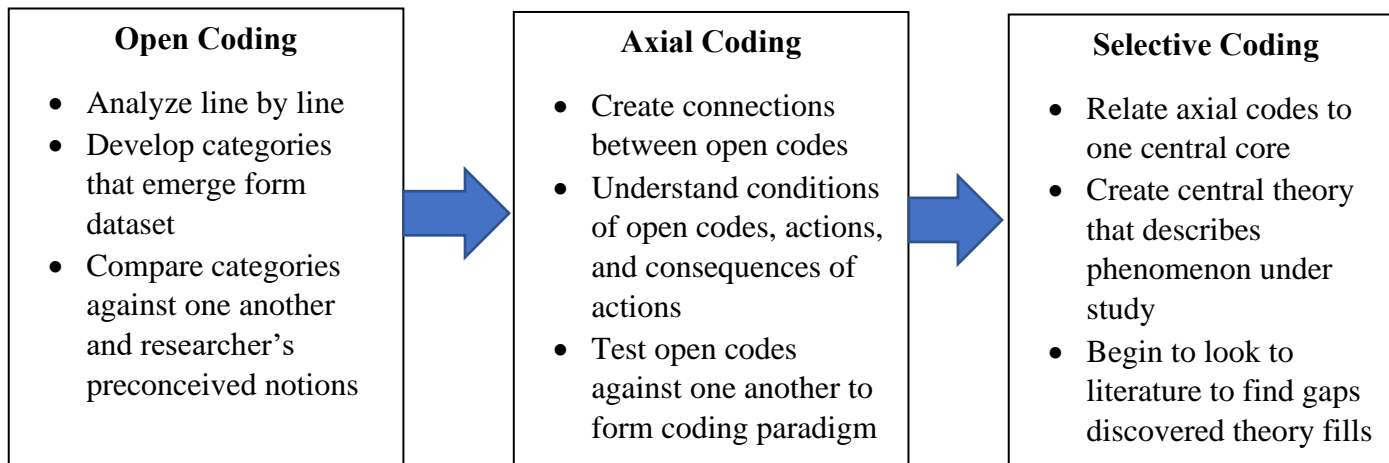 Open Coding
• Analyze line by line
• Develop categories
that emerge form
dataset
• Compare categories
against one another
and researcher’s
preconceived notions
Axial Coding
• Create connections
between open codes
• Understand conditions
of open codes, actions,
and consequences of
actions
• Test open codes
against one another to
form coding paradigm
Selective Coding
• Relate axial codes to
one central core
• Create central theory
that describes
phenomenon under
study
• Begin to look to
literature to find gaps
discovered theory fills